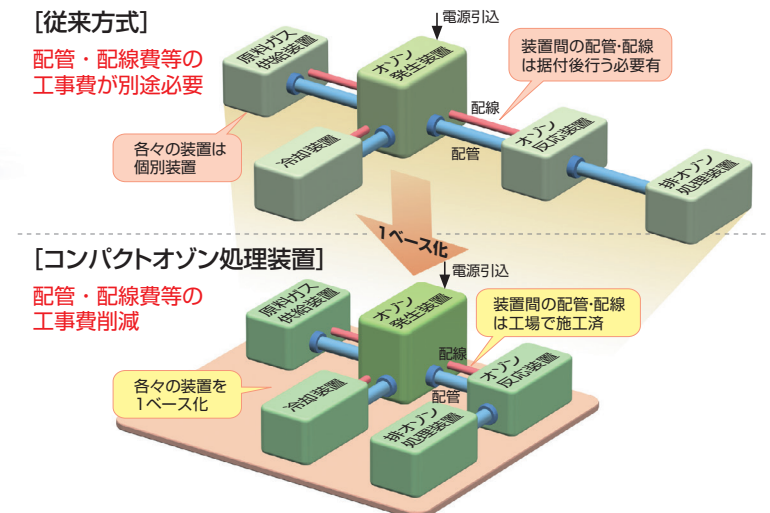 [従来方式]
配管・配線費等の
工事費が別途必要
電源引込
原料ガス
供給装置
オゾン
発生装置
装置間の配管・配線
は据付後行う必要有
各々の装置は
個別装置
冷却装置
配線
配管
オゾン
反応装置
排オゾン
処理装置
1ベース化
[コンパクトオゾン処理装置]
配管・配線費等の
工事費削減
電源引込
原料ガス
供給装置
オゾン
発生装置
装置間の配管・配線
は工場で施工済
各々の装置を
1ベース化
冷却装置
配線
配管
オゾン
反応装置
排オゾン
処理装置